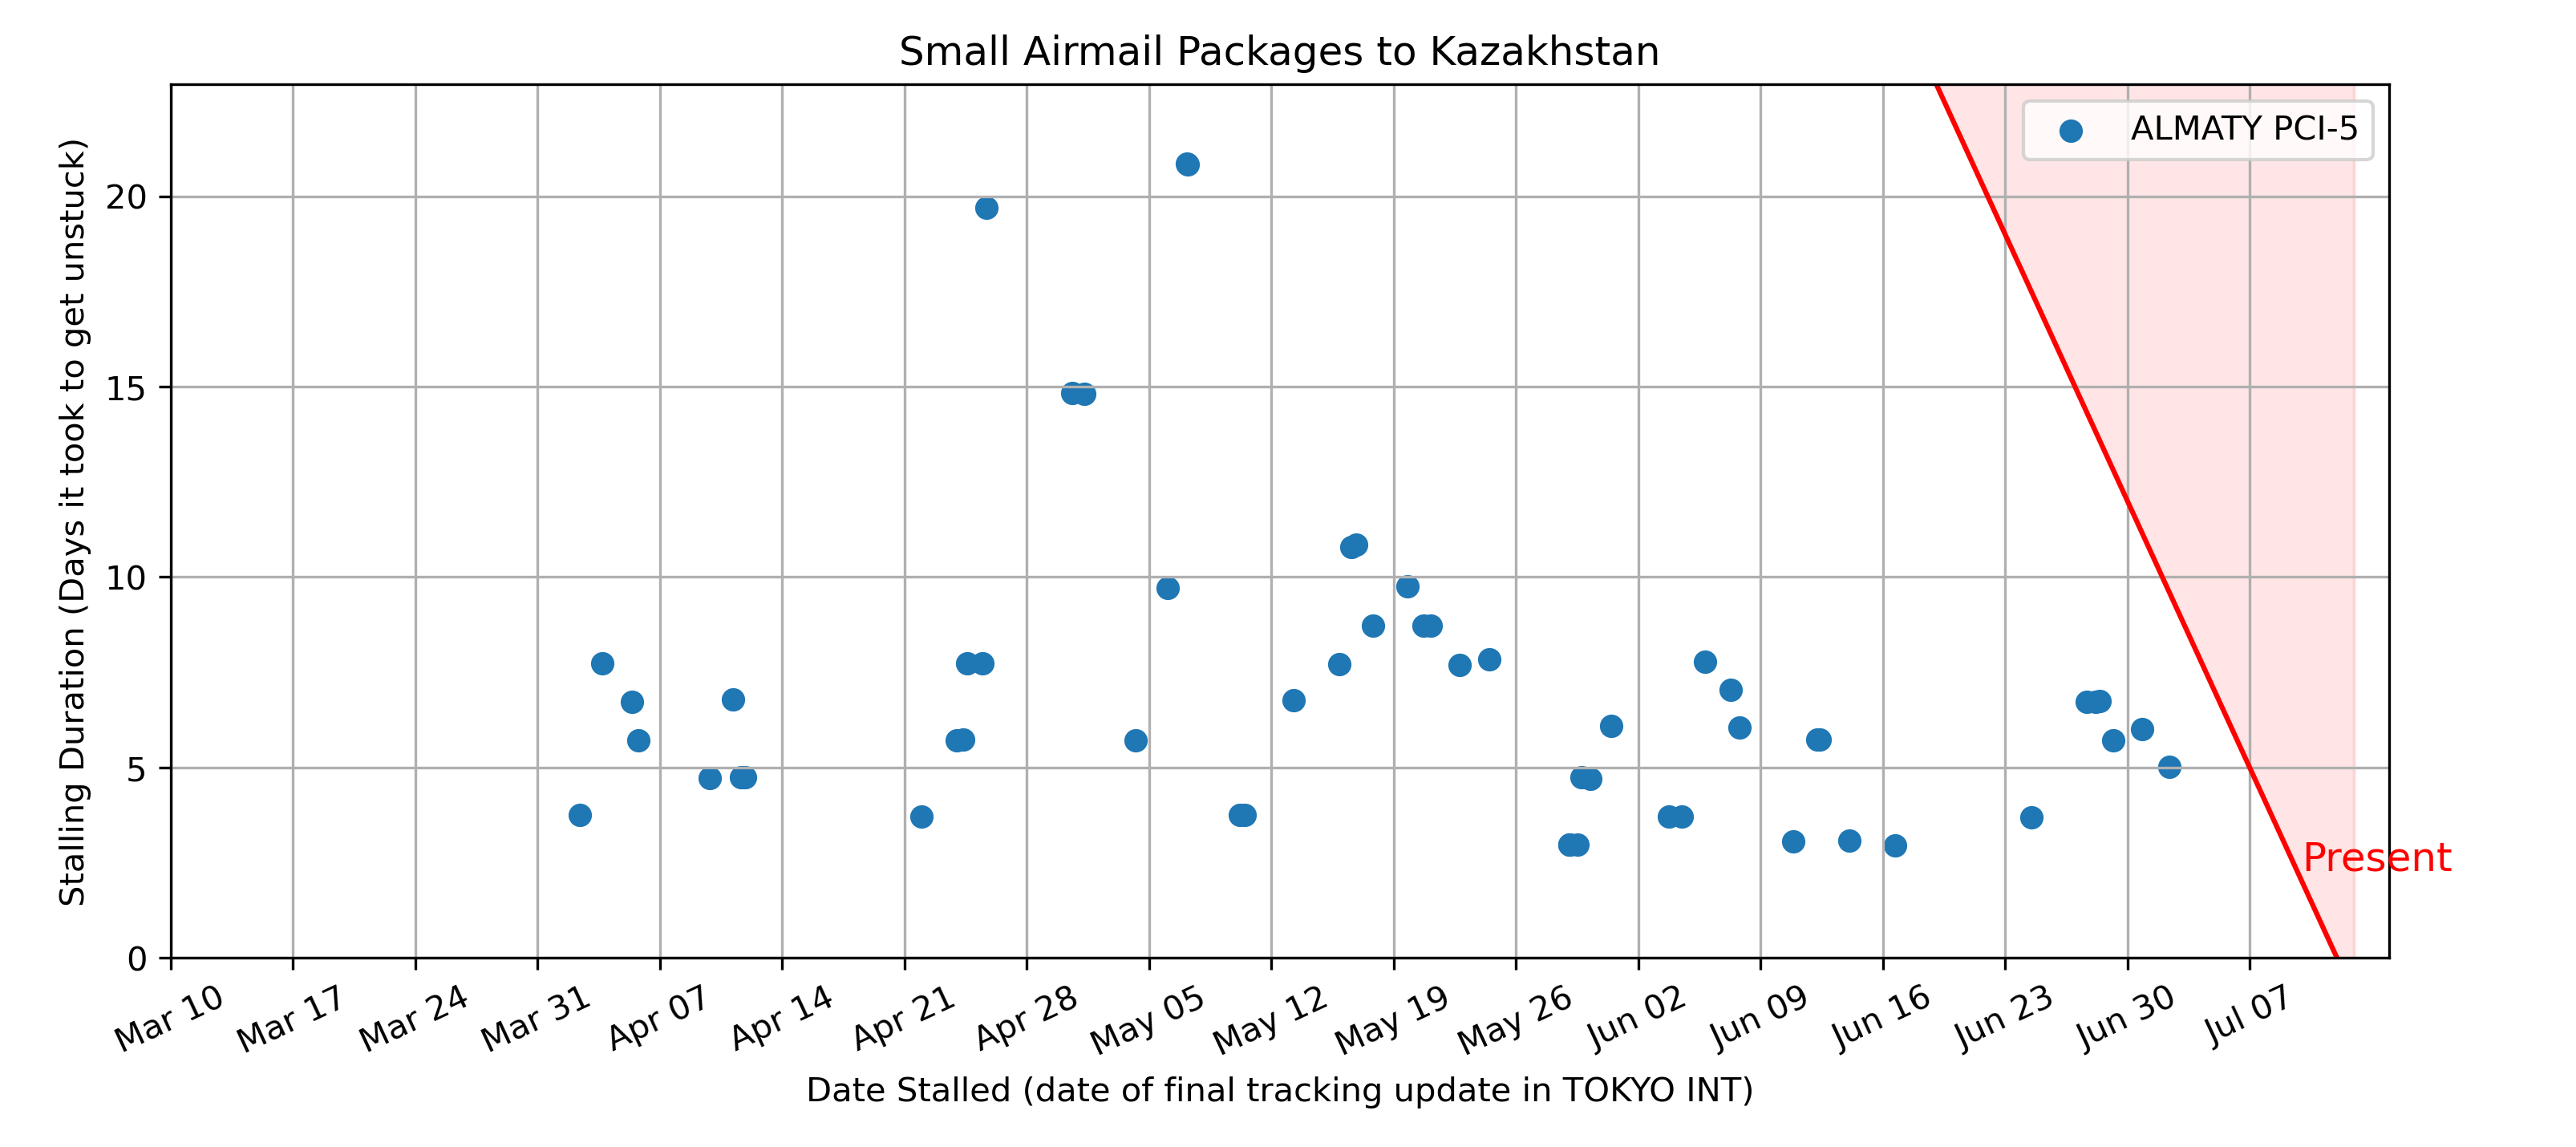 Small Airmail Packages to Kazakhstan
ALMATY PCI-5
Stalling Duration (Days it took to get unstuck)
20
15
10
5
0
Present
Mar 10
Mar 17
Mar 24
Mar 31
Apr 07
Apr 14
Apr 21
Apr 28
May 05
May 12
May 19
May 26
Jun 02
Jun 09
Jun 16
Jun 23
Jun 30
Jul 07
Date Stalled (date of final tracking update in TOKYO INT)